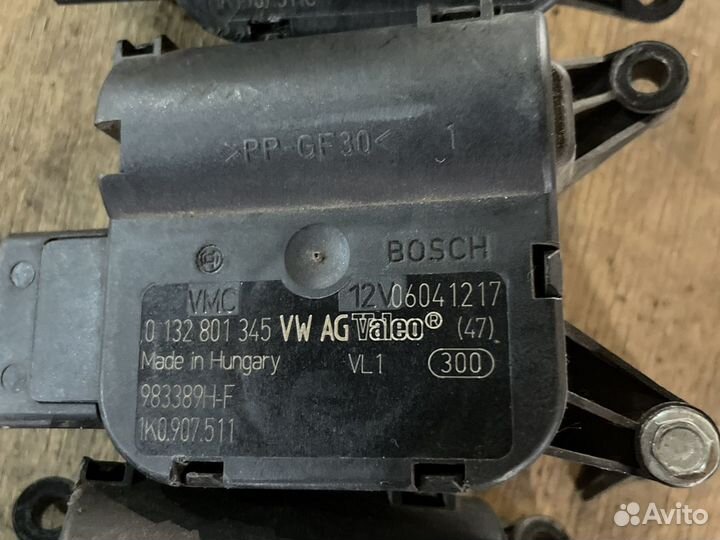 >PP-GF30< 1
BOSCH
VMC 12V 06041217
0 132 801 345 VW AG Valeo® (47)
Made in Hungary VL1 300
983389H-F
1K0.907.511
Avito